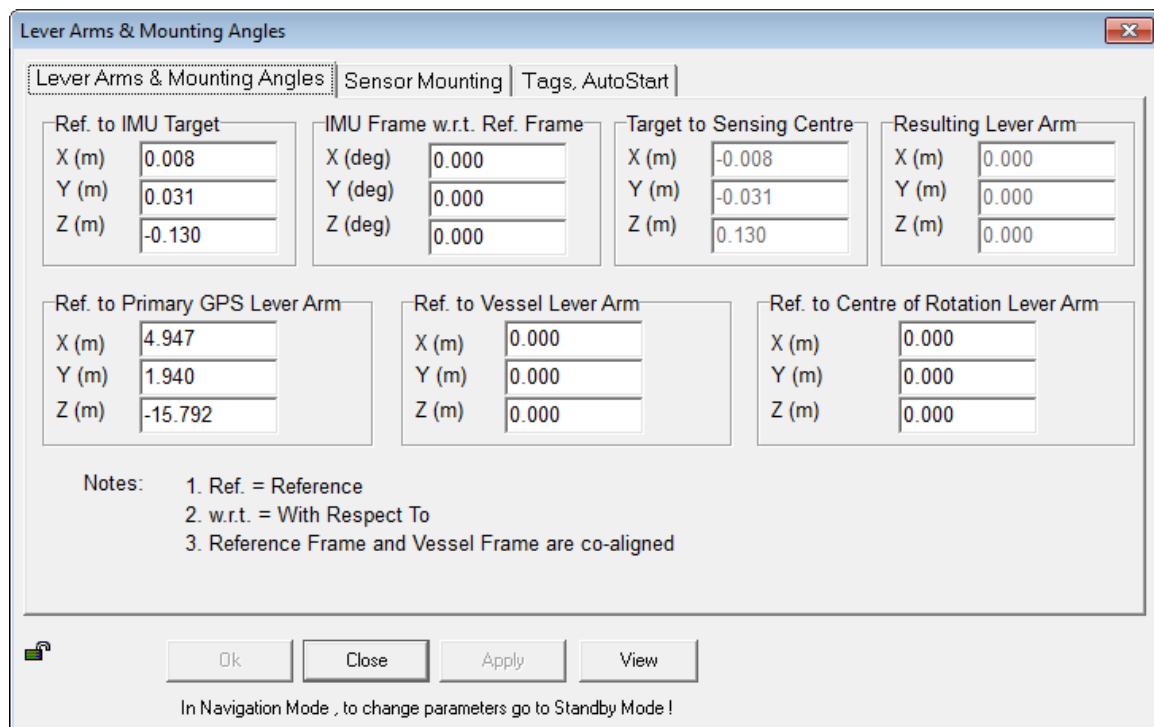 Lever Arms & Mounting Angles
Lever Arms & Mounting Angles Sensor Mounting Tags, AutoStart
Ref. to IMU Target
X (m) 0.008
Y (m) 0.031
Z (m) -0.130
IMU Frame w.r.t. Ref. Frame
X (deg) 0.000
Y (deg) 0.000
Z (deg) 0.000
Target to Sensing Centre
X (m) -0.008
Y (m) -0.031
Z (m) 0.130
Resulting Lever Arm
X (m) 0.000
Y (m) 0.000
Z (m) 0.000
Ref. to Primary GPS Lever Arm
X (m) 4.947
Y (m) 1.940
Z (m) -15.792
Ref. to Vessel Lever Arm
X (m) 0.000
Y (m) 0.000
Z (m) 0.000
Ref. to Centre of Rotation Lever Arm
X (m) 0.000
Y (m) 0.000
Z (m) 0.000
Notes: 1. Ref. = Reference
2. w.r.t. = With Respect To
3. Reference Frame and Vessel Frame are co-aligned
Ok Close Apply View
In Navigation Mode , to change parameters go to Standby Mode !